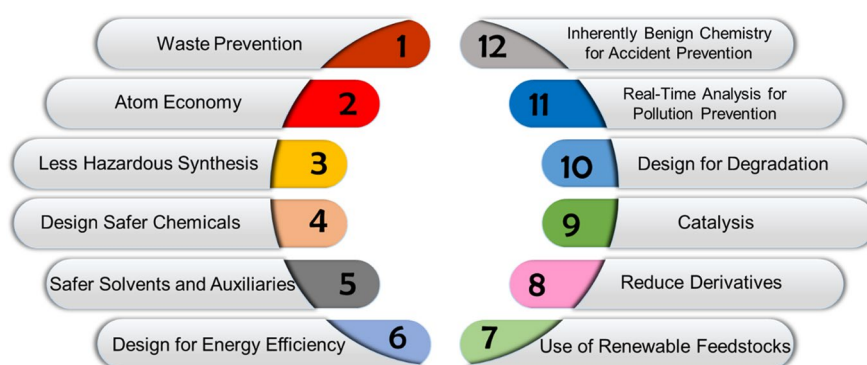 Waste Prevention 1
Atom Economy 2
Less Hazardous Synthesis 3
Design Safer Chemicals 4
Safer Solvents and Auxiliaries 5
Design for Energy Efficiency 6
12 Inherently Benign Chemistry
for Accident Prevention
11 Real-Time Analysis for
Pollution Prevention
10 Design for Degradation
9 Catalysis
8 Reduce Derivatives
7 Use of Renewable Feedstocks